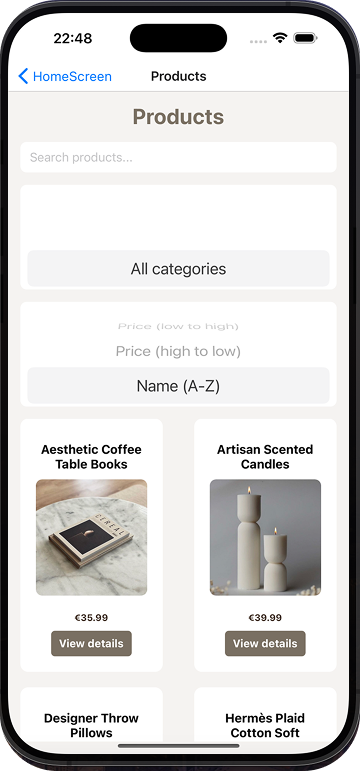 22:48
HomeScreen
Products
Products
Search products...
All categories
Price (low to high)
Price (high to low)
Name (A-Z)
Aesthetic Coffee
Table Books
Artisan Scented
Candles
CEREAL
€35.99
€39.99
View details
View details
Designer Throw
Pillows
Hermès Plaid
Cotton Soft